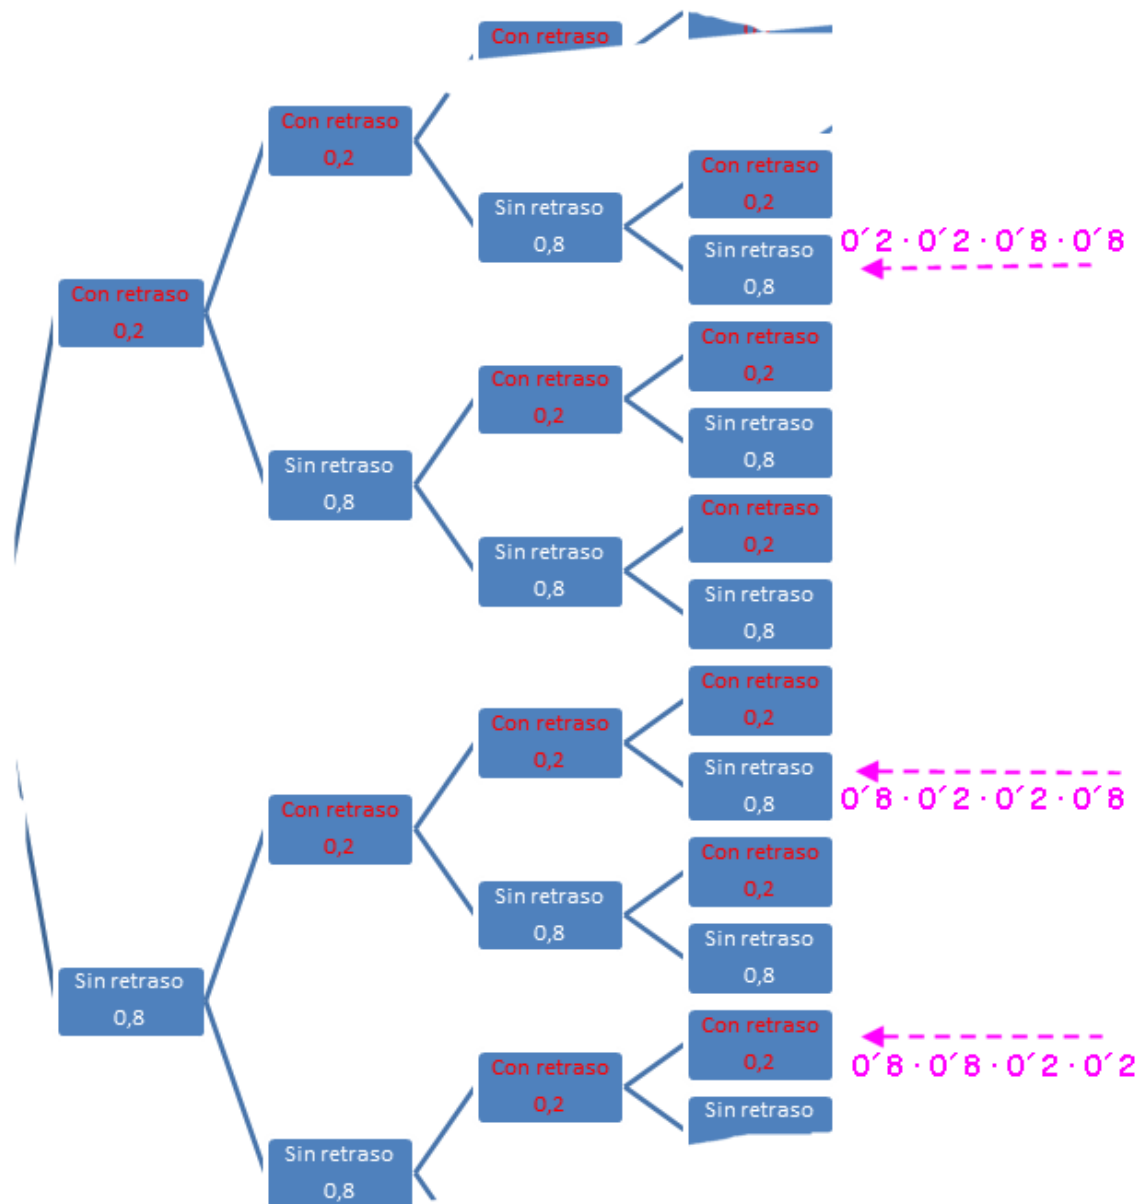 Con retraso
Con retraso
0,2
Con retraso
0,2
Sin retraso
0,8
0´2·0´2·0´8·0´8
Sin retraso
0,8
Con retraso
0,2
Con retraso
0,2
Con retraso
0,2
Sin retraso
0,8
Sin retraso
0,8
Con retraso
0,2
Sin retraso
0,8
Sin retraso
0,8
Con retraso
0,2
Con retraso
0,2
Sin retraso
0,8
0´8·0´2·0´2·0´8
Con retraso
0,2
Con retraso
0,2
Sin retraso
0,8
Sin retraso
0,8
Sin retraso
0,8
Con retraso
0,2
0´8·0´8·0´2·0´2
Con retraso
0,2
Sin retraso
Sin retraso
0,8